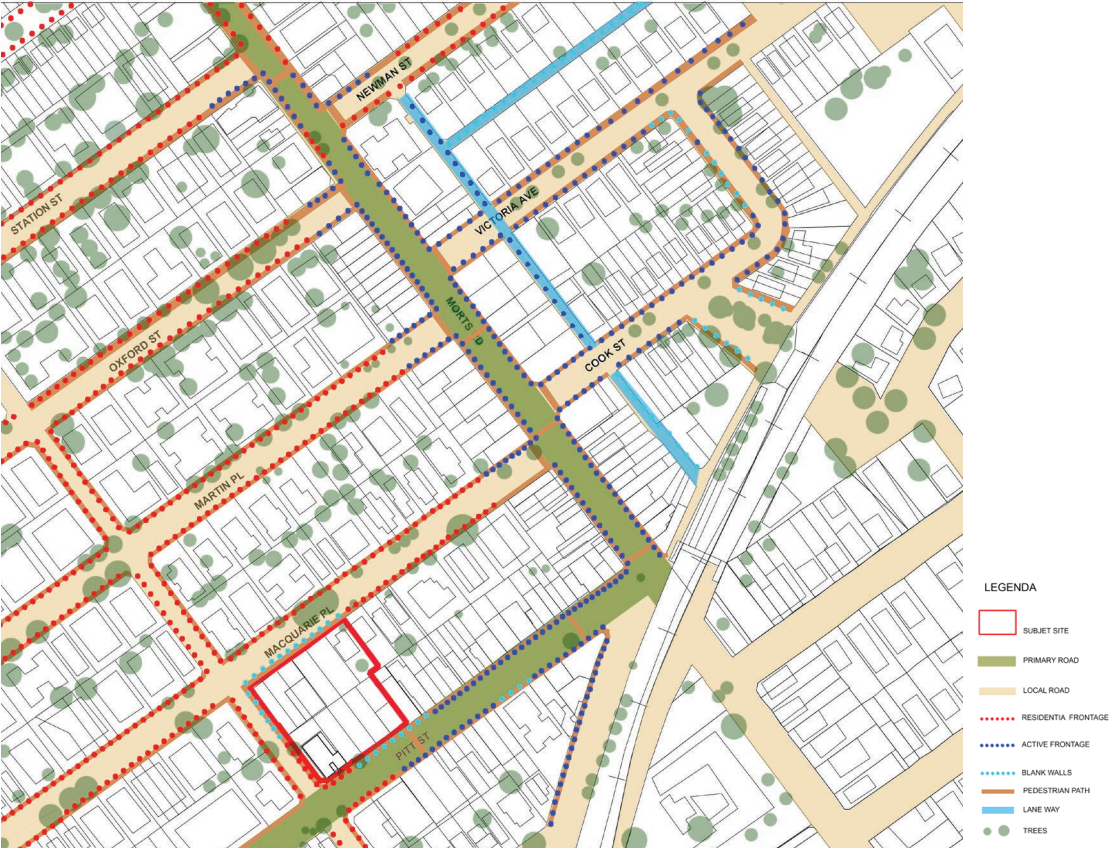 NEWMAN ST
STATION ST
VICTORIA AVE
OXFORD ST
MORTS D
COOK ST
MARTIN PL
MACQUARIE PL
PITT ST
LEGENDA
SUBJET SITE
PRIMARY ROAD
LOCAL ROAD
RESIDENTIA FRONTAGE
ACTIVE FRONTAGE
BLANK WALLS
PEDESTRIAN PATH
LANE WAY
TREES